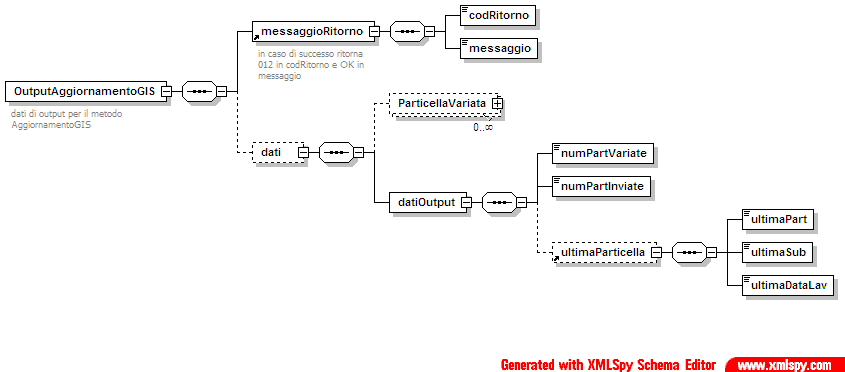 codRitorno
messaggioRitorno
messaggio
in caso di successo ritorna
012 in codRitorno e OK in
messaggio
OutputAggiornamentoGIS
dati di output per il metodo
AggiornamentoGIS
ParticellaVariata
0..∞
dati
numPartVariate
numPartInviate
datiOutput
ultimaPart
ultimaParticella
ultimaSub
ultimaDataLav
Generated with XMLSpy Schema Editor
www.xmlspy.com